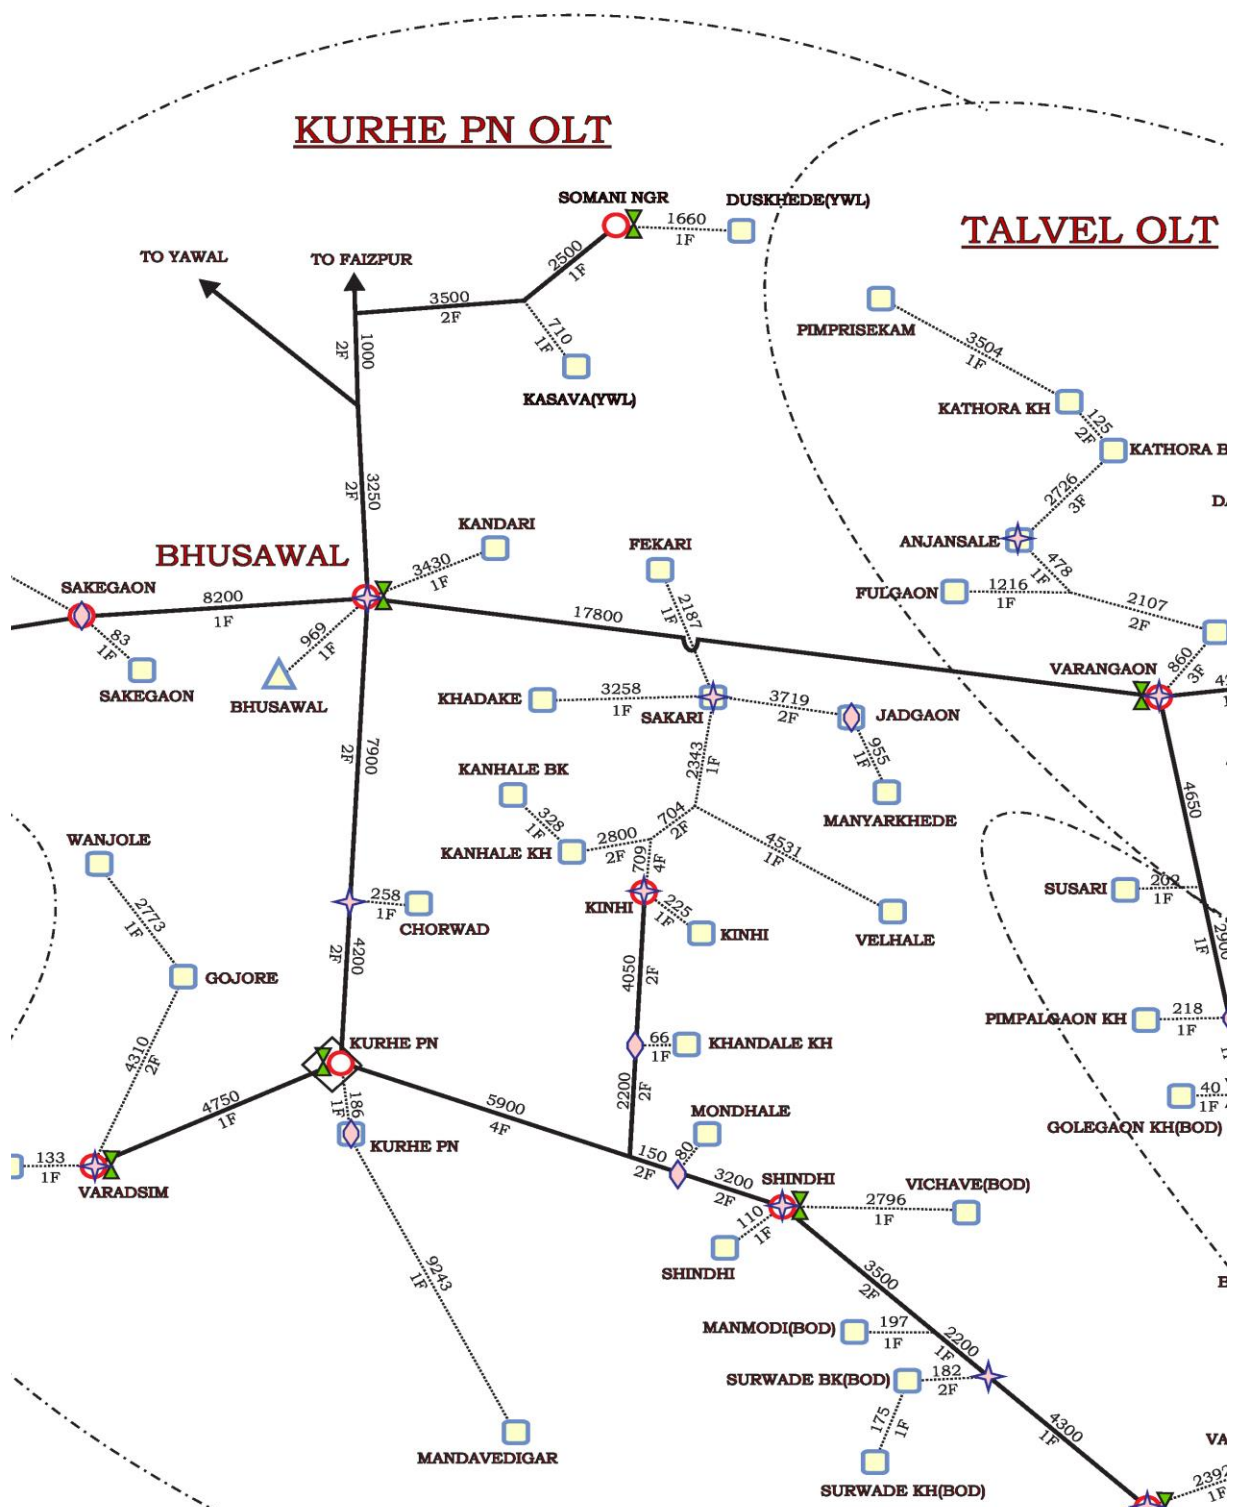 KURHE PN OLT
SOMANI NGR
DUSKHEDE(YWL)
1660
1F
TALVEL OLT
TO YAWAL
TO FAIZPUR
2500
1F
3500
2F
710
1F
KASAVA(YWL)
1000
2F
PIMPRISEKAM
3504
1F
KATHORA KH
125
2F
KATHORA B
2726
3F
3250
2F
KANDARI
3430
1F
FEKARI
2187
1F
ANJANSALE
478
1F
FULGAON
1216
1F
2107
2F
BHUSAWAL
SAKEGAON
8200
1F
83
1F
SAKEGAON
969
1F
BHUSAWAL
17800
VARANGAON
860
3F
KHADAKE
3258
1F
SAKARI
3719
2F
JADGAON
955
1F
MANYARKHEDE
7900
2F
2343
1F
KANHALE BK
328
1F
KANHALE KH
2800
2F
704
2F
709
4F
4531
1F
VELHALE
4650
WANJOLE
2773
1F
GOJORE
258
1F
CHORWAD
KINHI
225
1F
KINHI
SUSARI
202
1F
2900
1F
4200
2F
4050
2F
4310
2F
KURHE PN
66
1F
KHANDALE KH
PIMPALGAON KH
218
1F
4750
1F
186
1F
KURHE PN
5900
4F
2200
2F
MONDHALE
80
40
1F
GOLEGAON KH(BOD)
133
1F
VARADSIM
150
2F
3200
2F
SHINDHI
2796
1F
VICHAVE(BOD)
110
1F
SHINDHI
9243
1F
3500
2F
MANMODI(BOD)
197
1F
2200
1F
SURWADE BK(BOD)
182
2F
175
1F
SURWADE KH(BOD)
4300
1F
MANDAVEDIGAR
VA
2392
1F